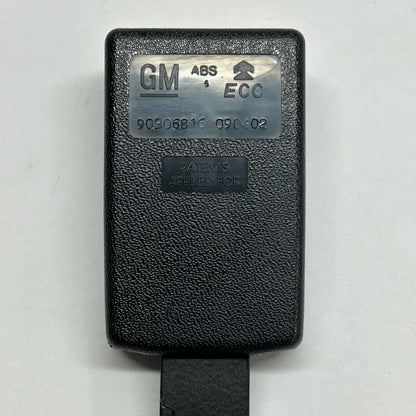 GM ABS ECC
90306816 090402
PATENTS
APPLIED FOR